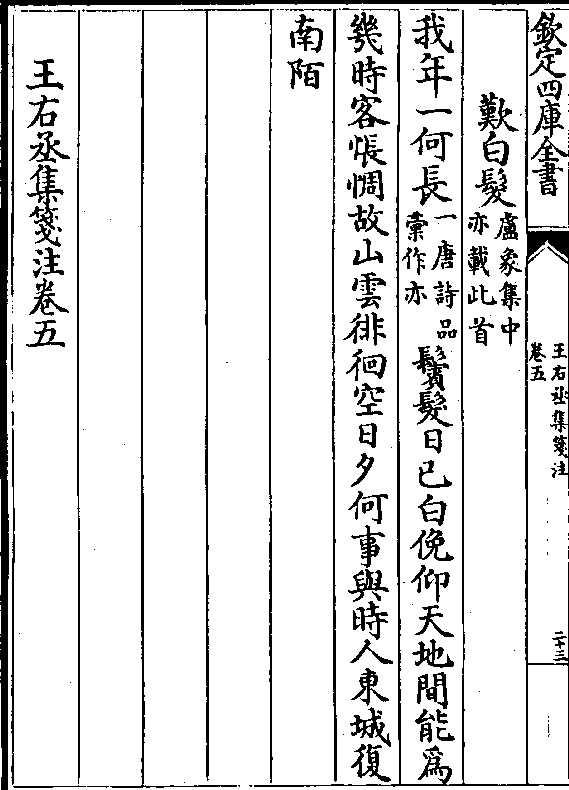 欽定四庫全書
王右丞集箋注
卷五
二十三
歎白髮盧象集中亦載此首
我年一何長一唐詩品彙作亦鬢髮日已白俛仰天地間能爲
幾時客悵惆故山雲徘徊空日夕何事與時人東城復
南陌
王右丞集箋注卷五